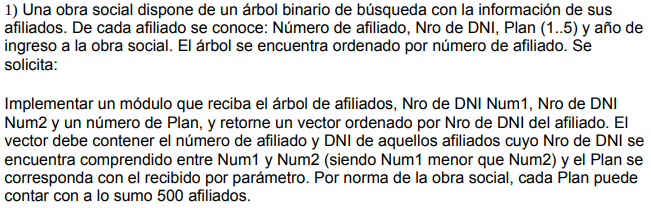 1) Una obra social dispone de un árbol binario de búsqueda con la información de sus
afiliados. De cada afiliado se conoce: Número de afiliado, Nro de DNI, Plan (1..5) y año de
ingreso a la obra social. El árbol se encuentra ordenado por número de afiliado. Se
solicita:
Implementar un módulo que reciba el árbol de afiliados, Nro de DNI Num1, Nro de DNI
Num2 y un número de Plan, y retorne un vector ordenado por Nro de DNI del afiliado. El
vector debe contener el número de afiliado y DNI de aquellos afiliados cuyo Nro de DNI se
encuentra comprendido entre Num1 y Num2 (siendo Num1 menor que Num2) y el Plan se
corresponda con el recibido por parámetro. Por norma de la obra social, cada Plan puede
contar con a lo sumo 500 afiliados.